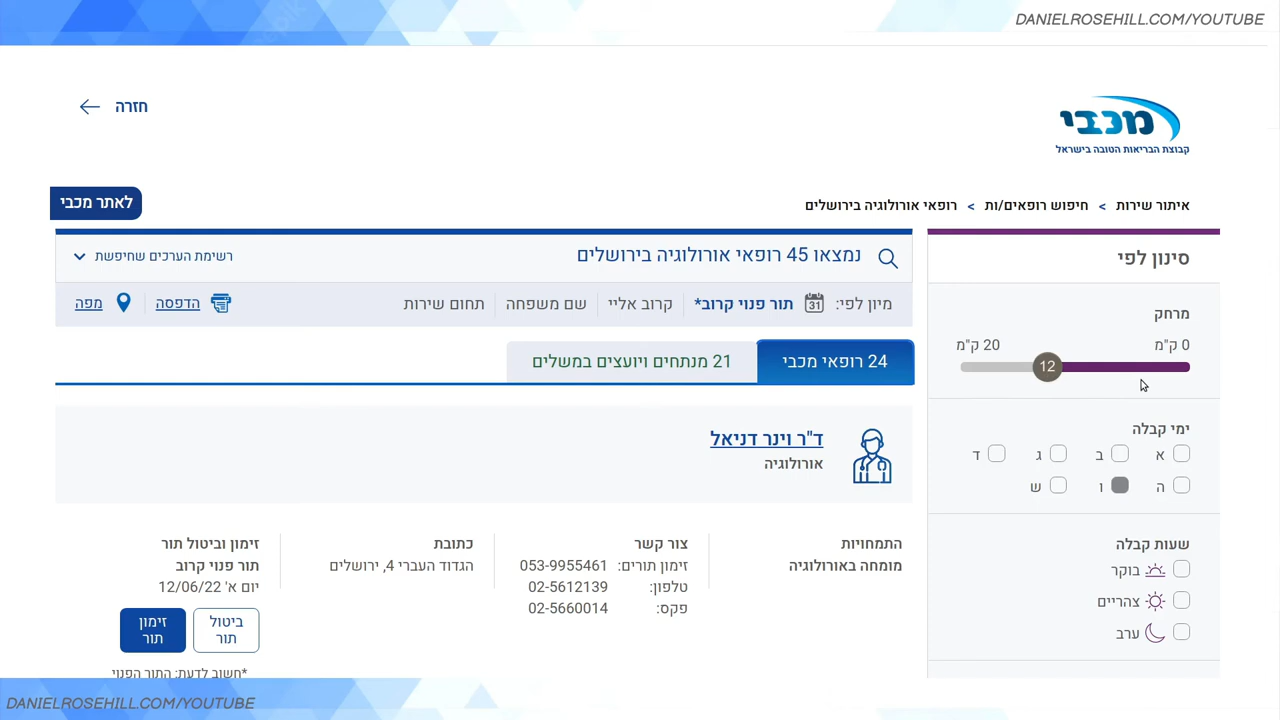 DANIELROSEHILL.COM/YOUTUBE
חזרה
מכבי
קבוצת הבריאות הטובה בישראל
לאתר מכבי
איתור שירות > חיפוש רופאים/ות > רופאי אורולוגיה בירושלים
סינון לפי
מרחק
0 ק"מ
20 ק"מ
12
ימי קבלה
א
ב
ג
ד
ה
ו
ש
שעות קבלה
בוקר
צהריים
ערב
נמצאו 45 רופאי אורולוגיה בירושלים
רשימת הערכים שחיפשת
מיון לפי: 31 תור פנוי קרוב* קרוב אליי שם משפחה תחום שירות
הדפסה
מפה
24 רופאי מכבי
21 מנתחים ויועצים במשלים
ד"ר וינר דניאל
אורולוגיה
התמחויות
מומחה באורולוגיה
צור קשר
זימון תורים: 053-9955461
טלפון: 02-5612139
פקס: 02-5660014
כתובת
הגדוד העברי 4, ירושלים
זימון וביטול תור
תור פנוי קרוב
יום א' 12/06/22
ביטול
תור
זימון
תור
*חשוב לדעת: התור הפנוי
DANIELROSEHILL.COM/YOUTUBE